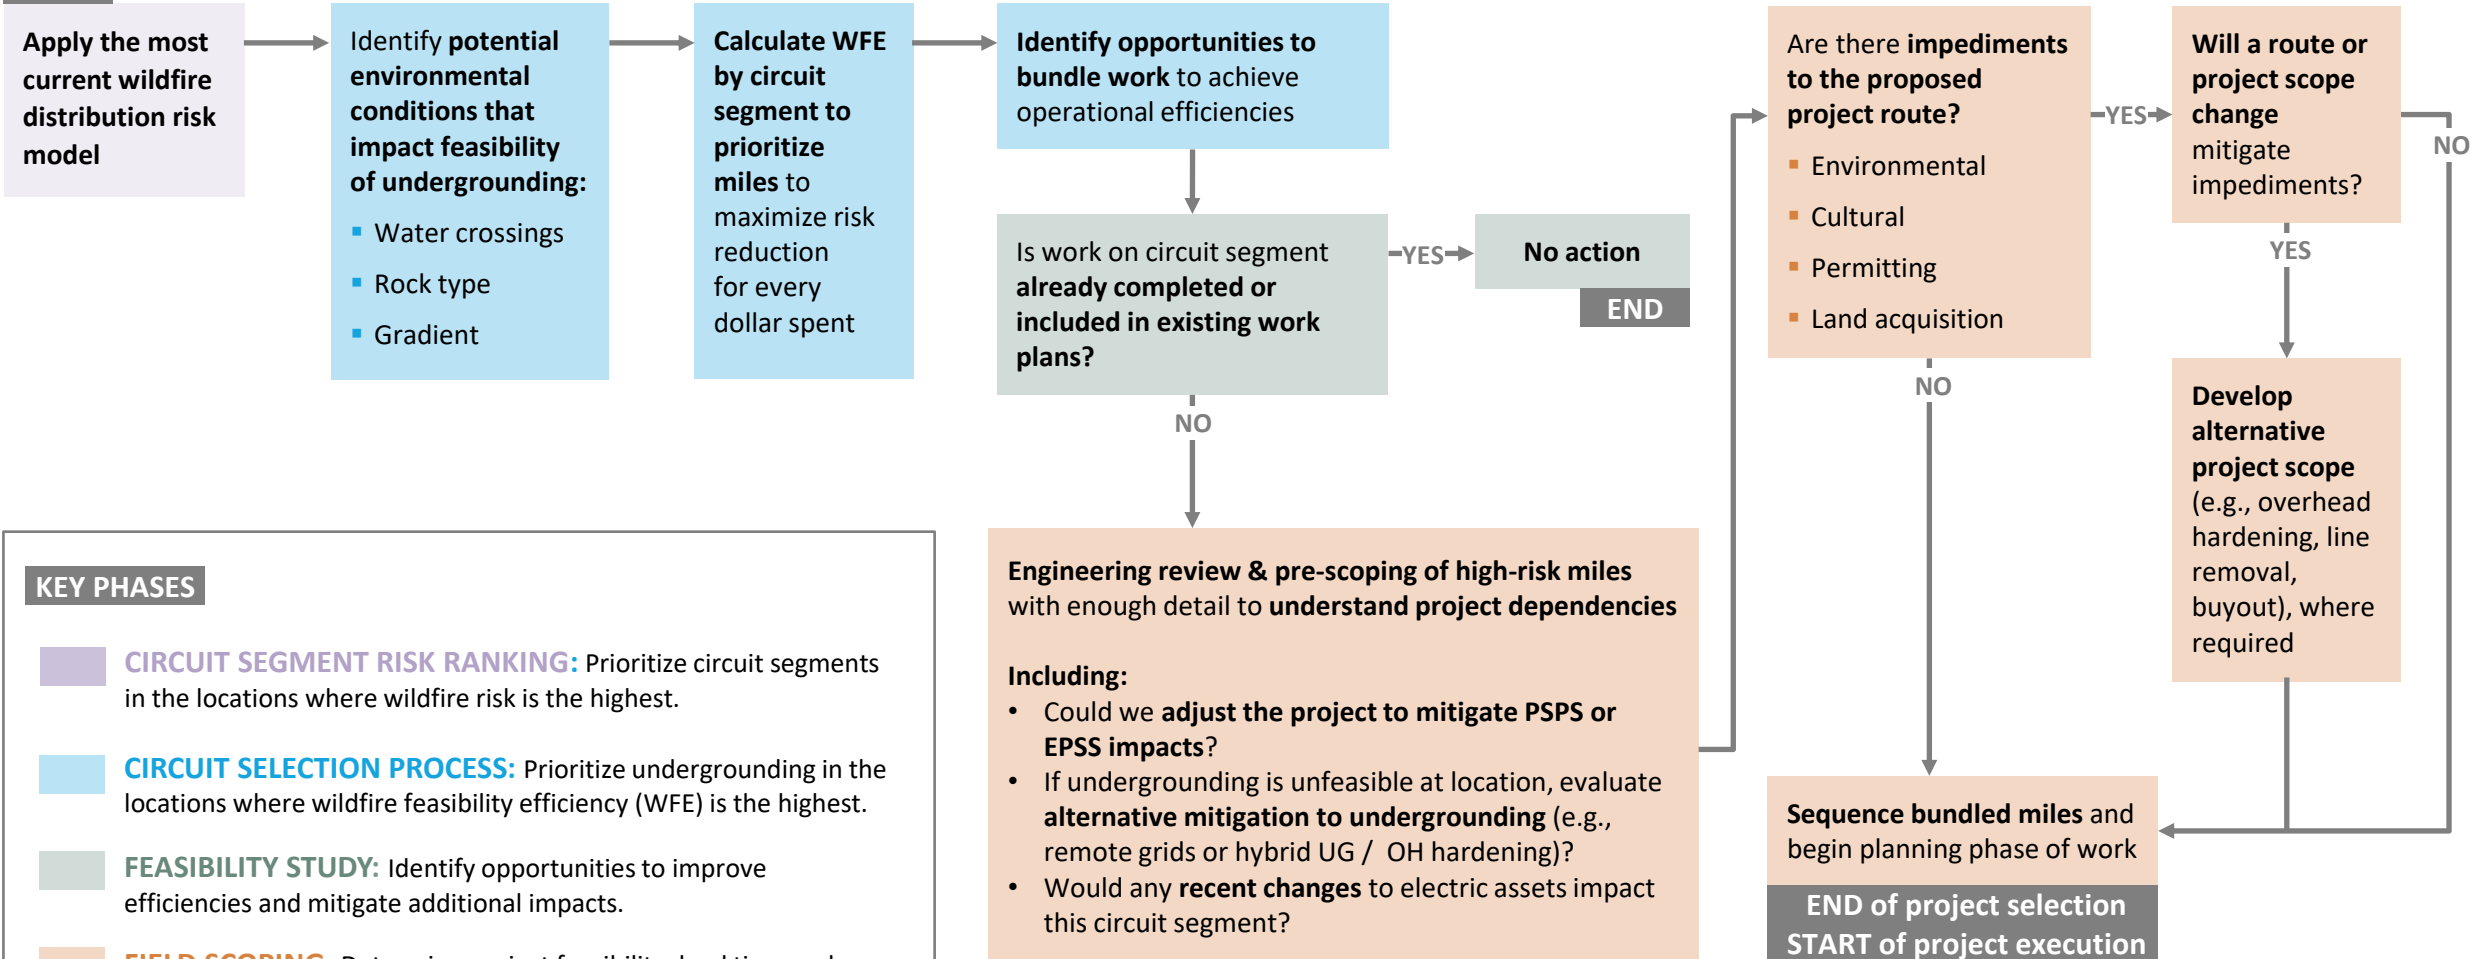 Apply the most
current wildfire
distribution risk
model
Identify potential
environmental
conditions that
impact feasibility
of undergrounding:
▪ Water crossings
▪ Rock type
▪ Gradient
Calculate WFE
by circuit
segment to
prioritize
miles to
maximize risk
reduction
for every
dollar spent
Identify opportunities to
bundle work to achieve
operational efficiencies
Is work on circuit segment
already completed or
included in existing work
plans?
YES
No action
END
NO
Engineering review & pre-scoping of high-risk miles
with enough detail to understand project dependencies
Including:
• Could we adjust the project to mitigate PSPS or
EPSS impacts?
• If undergrounding is unfeasible at location, evaluate
alternative mitigation to undergrounding (e.g.,
remote grids or hybrid UG / OH hardening)?
• Would any recent changes to electric assets impact
this circuit segment?
Are there impediments
to the proposed
project route?
▪ Environmental
▪ Cultural
▪ Permitting
▪ Land acquisition
YES
NO
Will a route or
project scope
change
mitigate
impediments?
NO
YES
Develop
alternative
project scope
(e.g., overhead
hardening, line
removal,
buyout), where
required
Sequence bundled miles and
begin planning phase of work
END of project selection
START of project execution
KEY PHASES
CIRCUIT SEGMENT RISK RANKING: Prioritize circuit segments
in the locations where wildfire risk is the highest.
CIRCUIT SELECTION PROCESS: Prioritize undergrounding in the
locations where wildfire feasibility efficiency (WFE) is the highest.
FEASIBILITY STUDY: Identify opportunities to improve
efficiencies and mitigate additional impacts.
FIELD SCOPING: Determine project feasibility, lead time, and